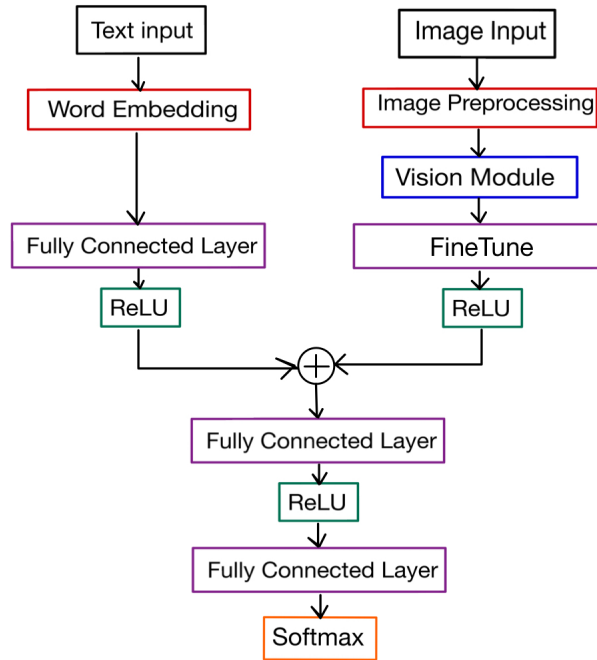 Text input
Image Input
Word Embedding
Image Preprocessing
Vision Module
Fully Connected Layer
FineTune
ReLU
ReLU
Fully Connected Layer
ReLU
Fully Connected Layer
Softmax